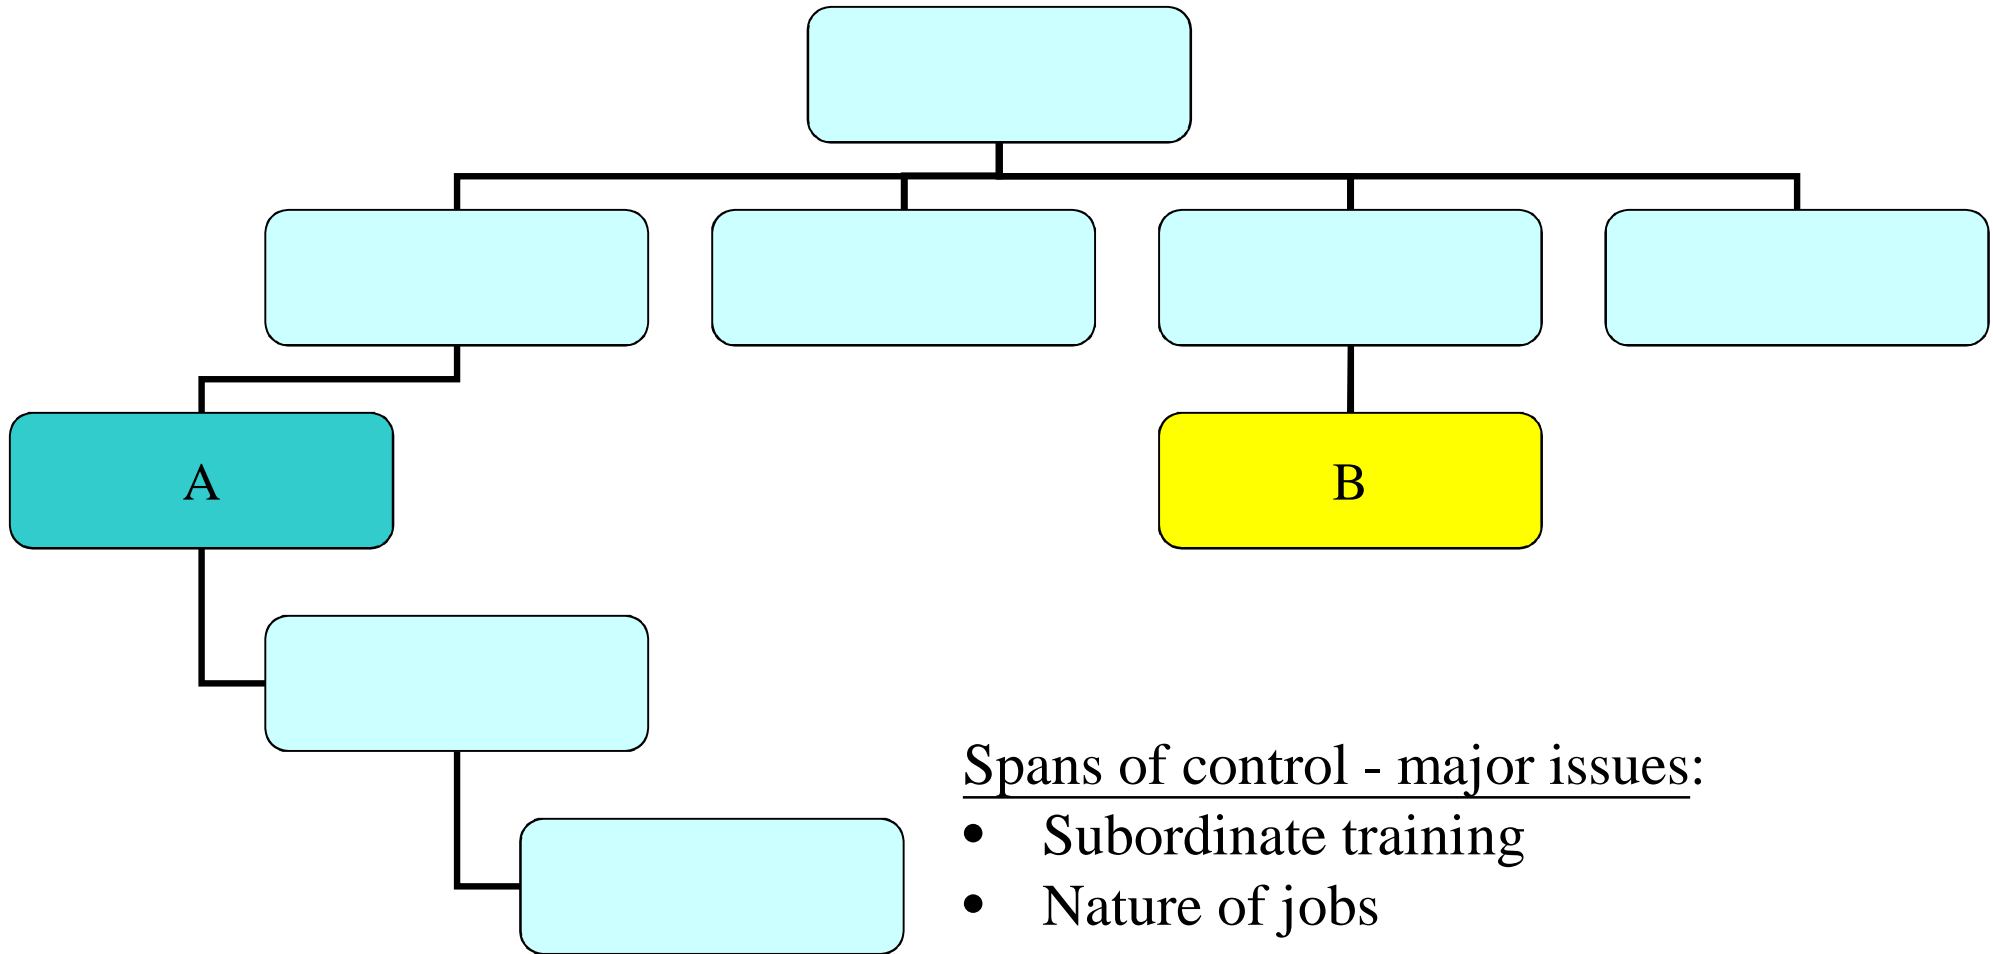 A
B
Spans of control - major issues:
• Subordinate training
• Nature of jobs